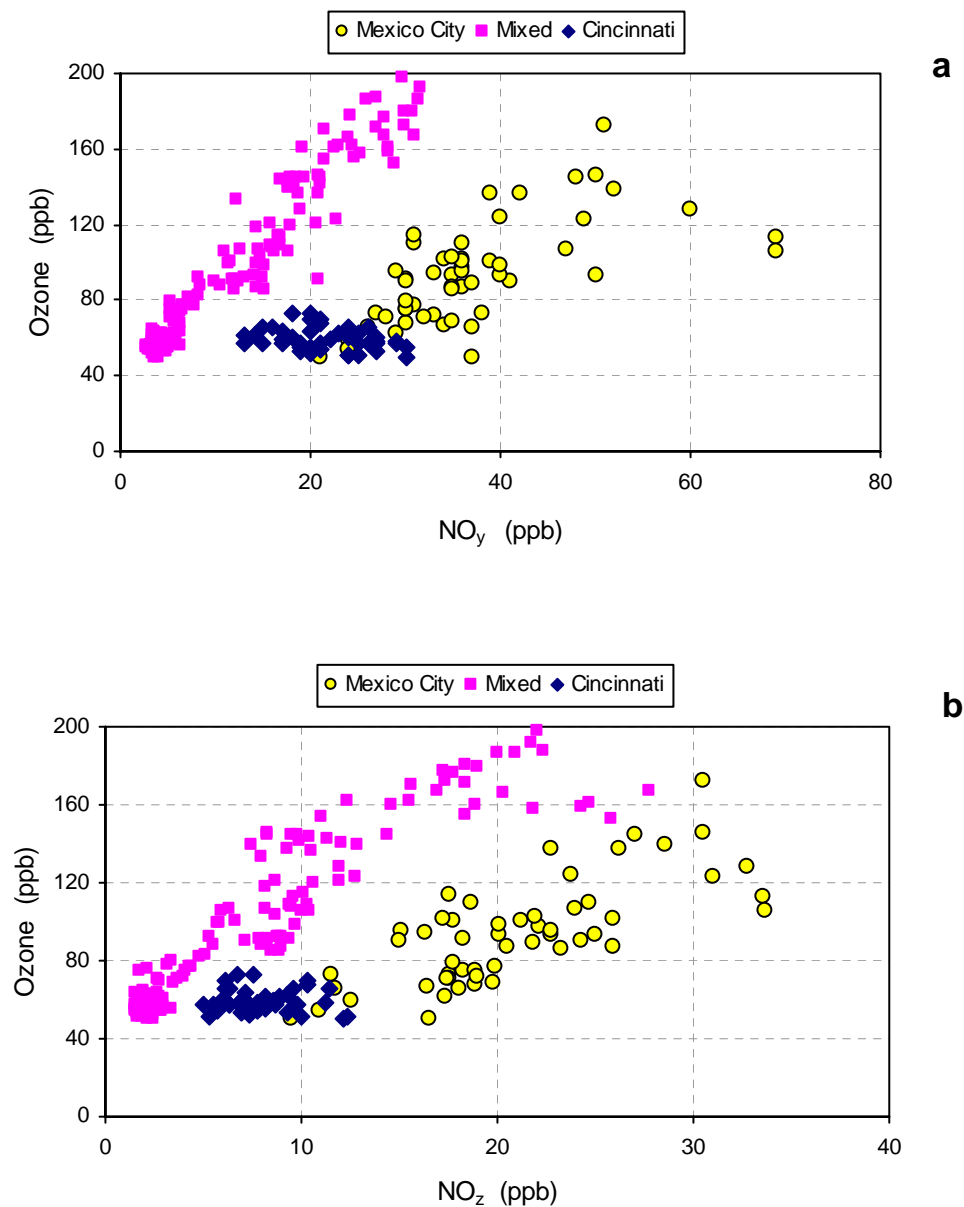 Mexico City Mixed Cincinnati
a
200
160
120
80
40
0
Ozone (ppb)
0 20 40 60 80
NOy (ppb)
Mexico City Mixed Cincinnati
b
200
160
120
80
40
0
Ozone (ppb)
0 10 20 30 40
NOz (ppb)